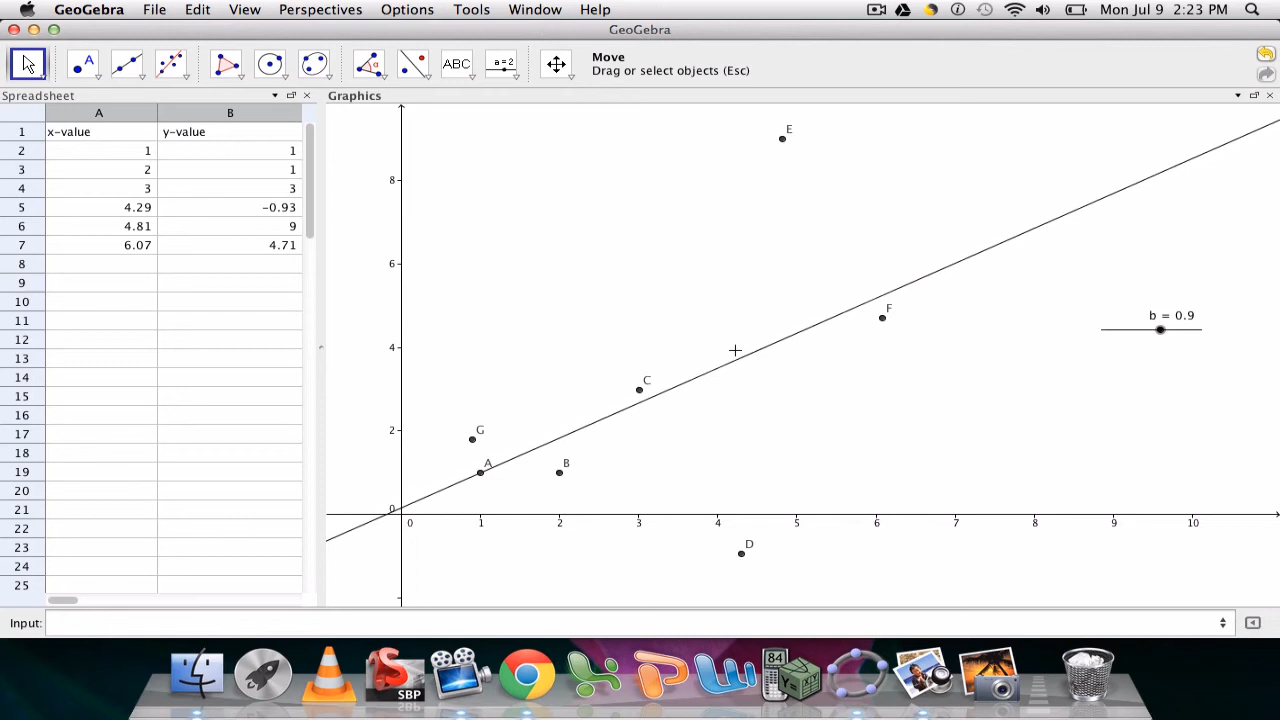 GeoGebra File Edit View Perspectives Options Tools Window Help Mon Jul 9 2:23 PM
GeoGebra
A ABC a=2 Move
Drag or select objects (Esc)
Spreadsheet Graphics
A B
1 x-value y-value
2 1 1
3 2 1
4 3 3
5 4.29 -0.93
6 4.81 9
7 6.07 4.71
8
9
10
11
12
13
14
15
16
17
18
19
20
21
22
23
24
25
E
8
6
b = 0.9
F
4
C
2
G
A
B
0
0 1 2 3 4 5 6 7 8 9 10
D
Input:
SBP
84
Y=